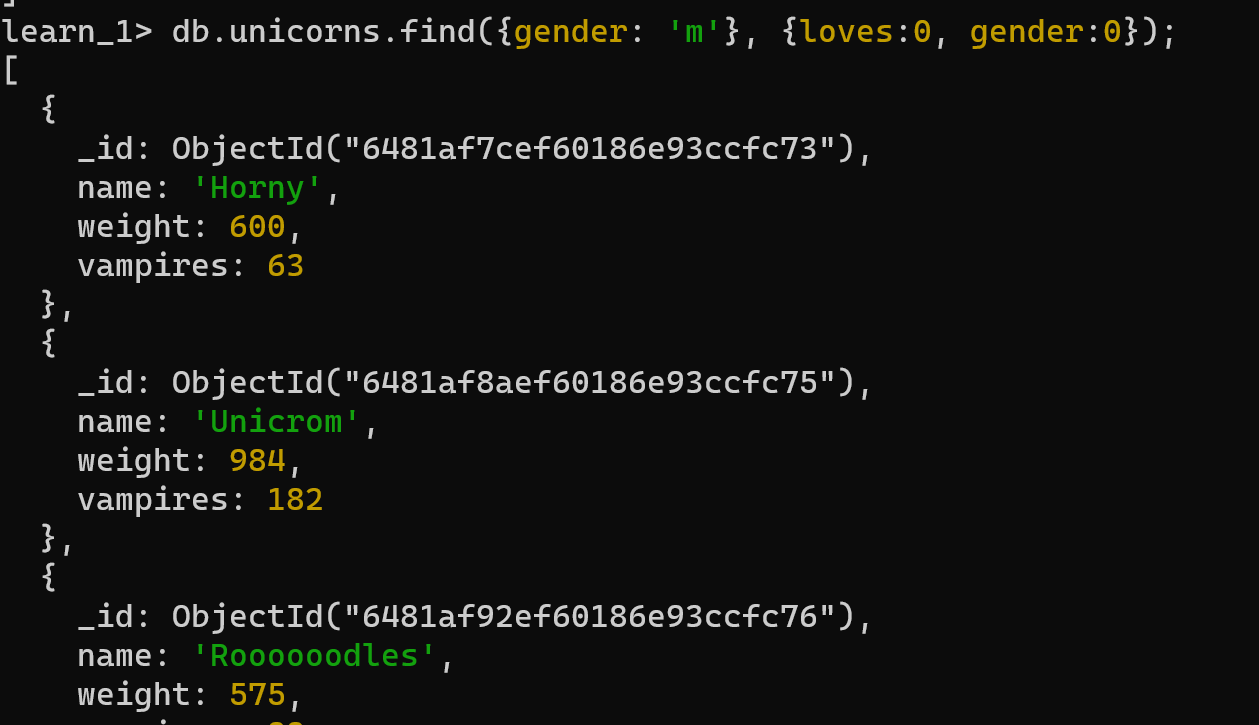 learn_1> db.unicorns.find({gender: 'm'}, {loves:0, gender:0});
[
  {
    _id: ObjectId("6481af7cef60186e93ccfc73"),
    name: 'Horny',
    weight: 600,
    vampires: 63
  },
  {
    _id: ObjectId("6481af8aef60186e93ccfc75"),
    name: 'Unicrom',
    weight: 984,
    vampires: 182
  },
  {
    _id: ObjectId("6481af92ef60186e93ccfc76"),
    name: 'Roooooodles',
    weight: 575,